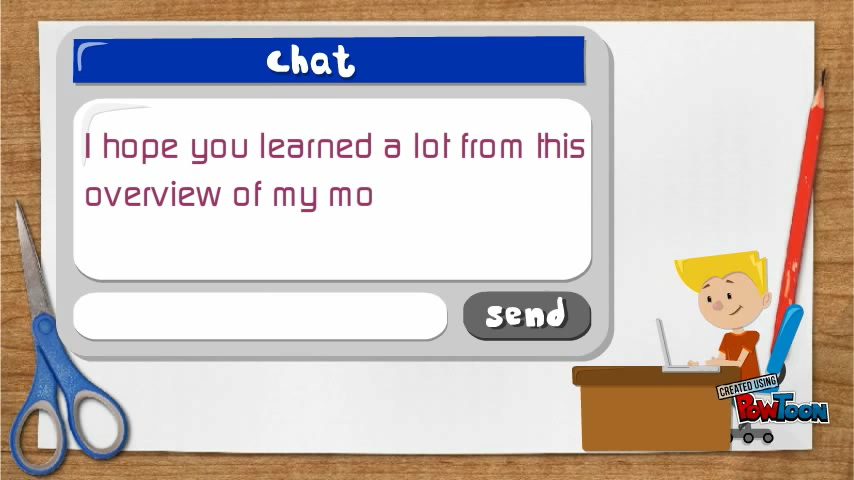 chat
I hope you learned a lot from this
overview of my mo
send
CREATED USING
POWTOON